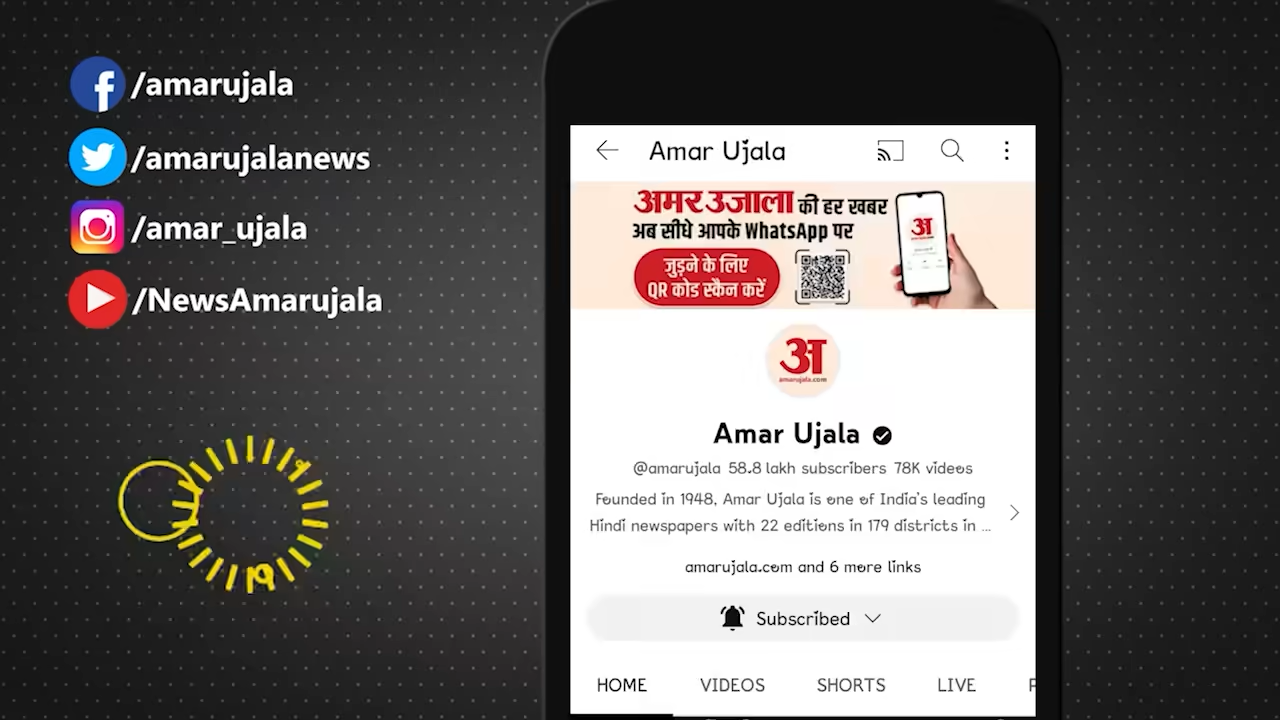 /amarujala
/amarujalanews
/amar_ujala
/NewsAmarujala
Amar Ujala
अमर उजाला की हर खबर
अब सीधे आपके WhatsApp पर
जुड़ने के लिए
QR कोड स्कैन करें
अ
अ
amarujala.com
Amar Ujala
@amarujala 58.8 lakh subscribers 78K videos
Founded in 1948, Amar Ujala is one of India's leading
Hindi newspapers with 22 editions in 179 districts in ...
amarujala.com and 6 more links
Subscribed
HOME VIDEOS SHORTS LIVE